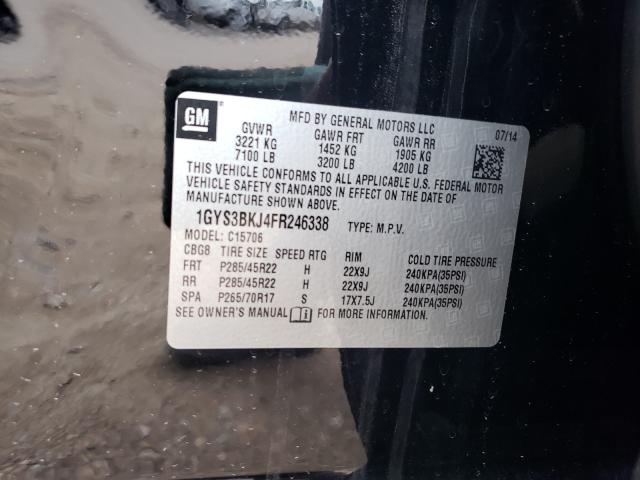 GM
MFD BY GENERAL MOTORS LLC 07/14
GVWR GAWR FRT GAWR RR
3221 KG 1452 KG 1905 KG
7100 LB 3200 LB 4200 LB
THIS VEHICLE CONFORMS TO ALL APPLICABLE U.S. FEDERAL MOTOR
VEHICLE SAFETY STANDARDS IN EFFECT ON THE DATE OF
MANUFACTURE SHOWN ABOVE.
1GYS3BKJ4FR246338 TYPE: M.P.V.
MODEL: C15706
CBG8 TIRE SIZE SPEED RTG RIM COLD TIRE PRESSURE
FRT P285/45R22 H 22X9J 240KPA(35PSI)
RR P285/45R22 H 22X9J 240KPA(35PSI)
SPA P265/70R17 S 17X7.5J 240KPA(35PSI)
SEE OWNER'S MANUAL FOR MORE INFORMATION.